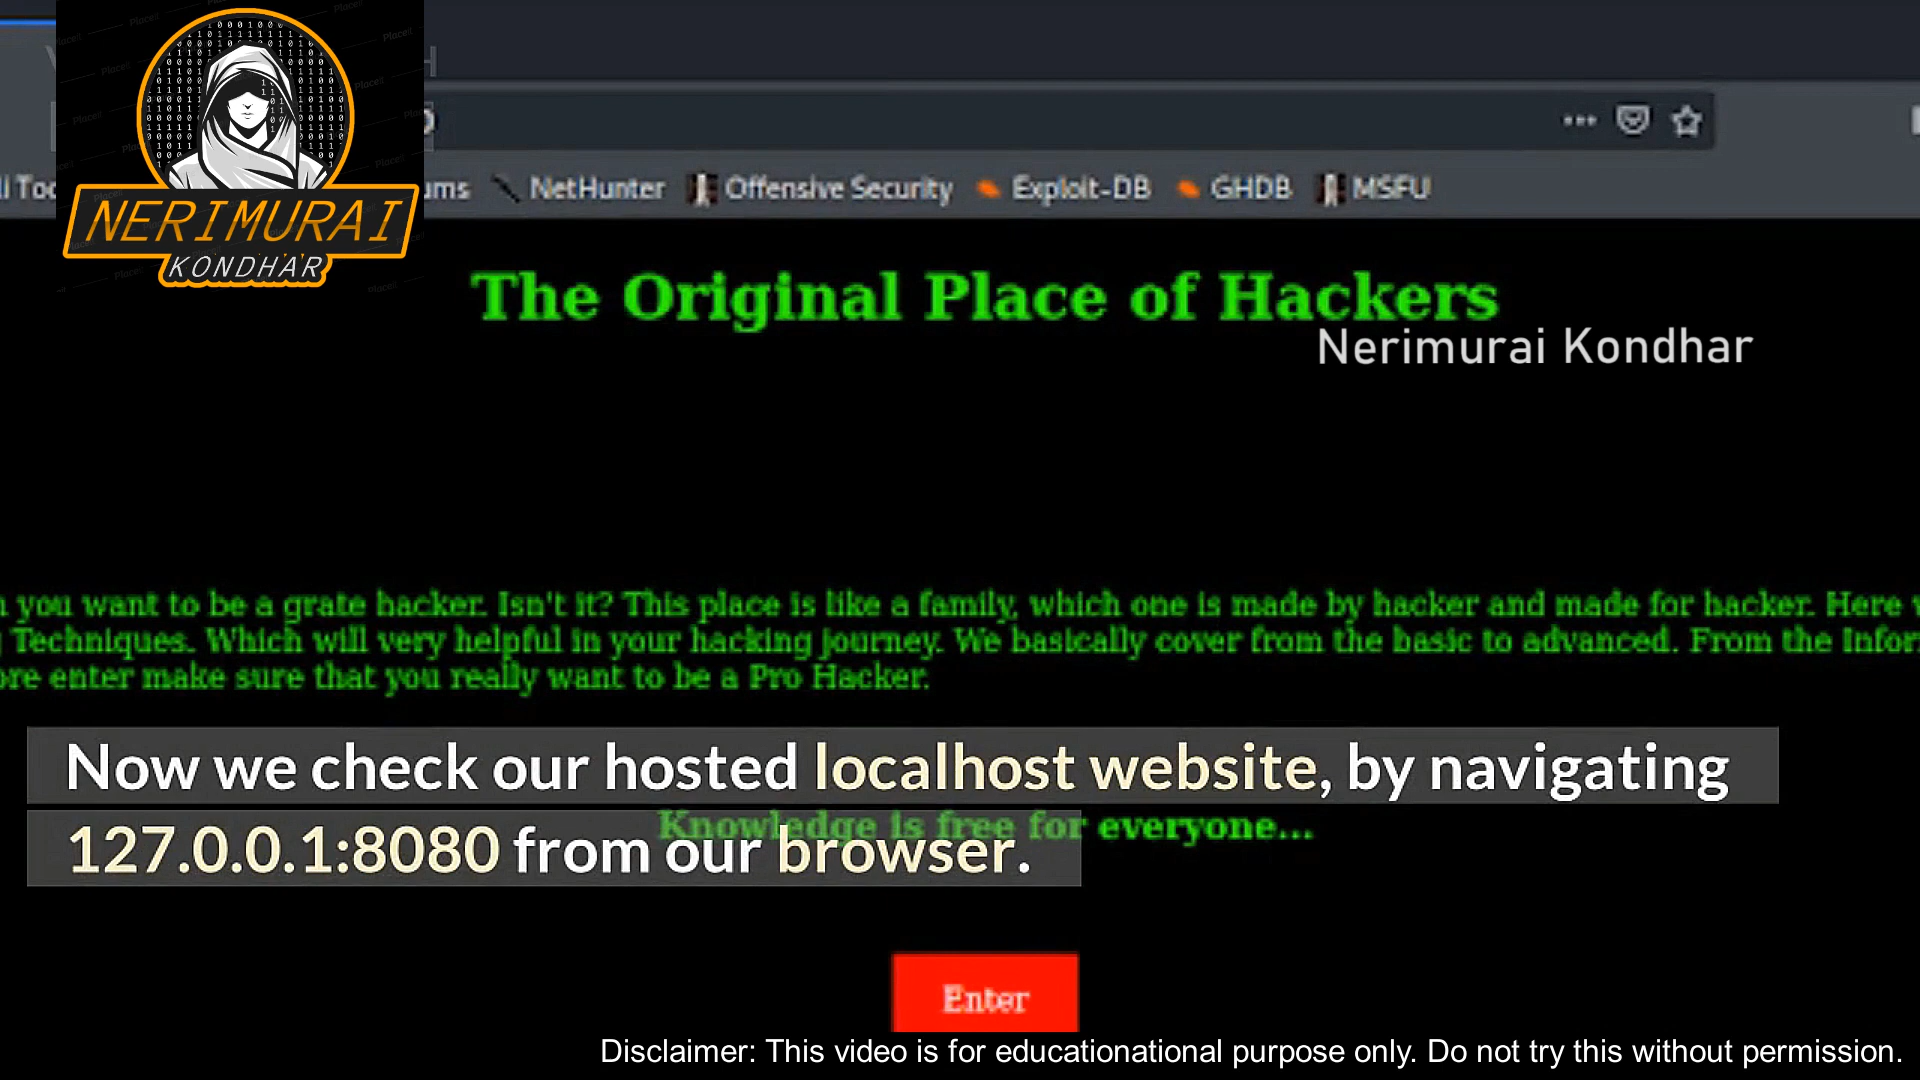 NERIMURAI
KONDHAR
NetHunter Offensive Security Exploit-DB GHDB MSFU
The Original Place of Hackers
Nerimurai Kondhar
you want to be a grate hacker. Isn't it? This place is like a family, which one is made by hacker and made for hacker. Here
Techniques. Which will very helpful in your hacking journey. We basically cover from the basic to advanced. From the
enter make sure that you really want to be a Pro Hacker.
Now we check our hosted localhost website, by navigating
Knowledge is free for everyone...
127.0.0.1:8080 from our browser.
Enter
Disclaimer: This video is for educationational purpose only. Do not try this without permission.